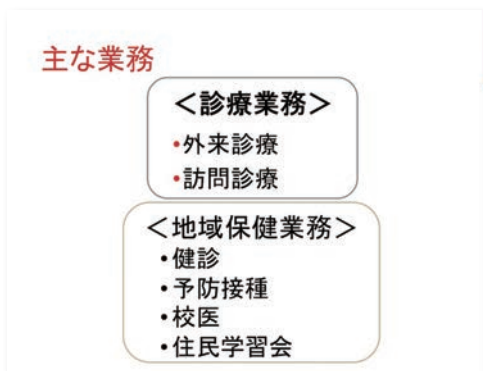 主な業務
＜診療業務＞
•外来診療
•訪問診療
＜地域保健業務＞
•健診
•予防接種
•校医
•住民学習会